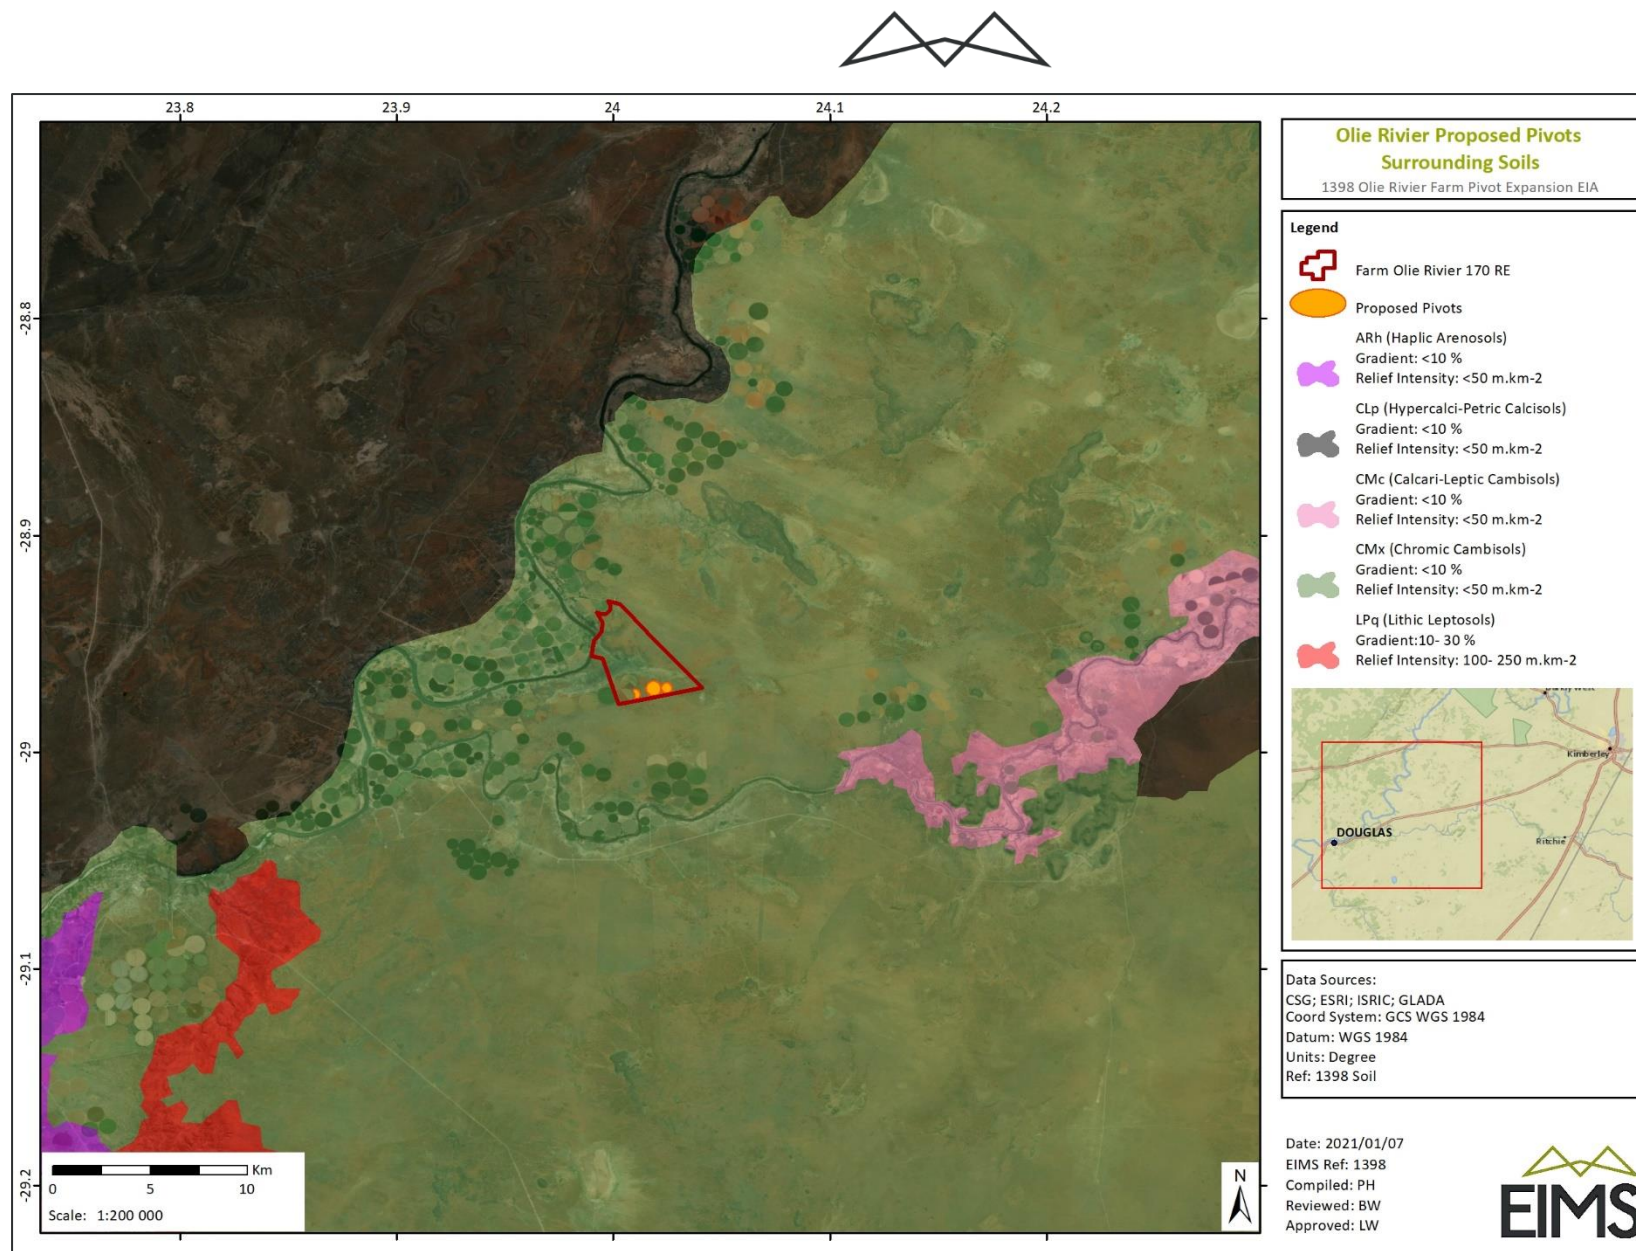 23.8
23.9
24
24.1
24.2
-28.8
-28.9
-29
-29.1
-29.2
Km
0
5
10
Scale: 1:200 000
N
Olie Rivier Proposed Pivots
Surrounding Soils
1398 Olie Rivier Farm Pivot Expansion EIA
Legend
Farm Olie Rivier 170 RE
Proposed Pivots
ARh (Haplic Arenosols)
Gradient: <10 %
Relief Intensity: <50 m.km-2
CLp (Hypercalci-Petric Calcisols)
Gradient: <10 %
Relief Intensity: <50 m.km-2
CMc (Calcari-Leptic Cambisols)
Gradient: <10 %
Relief Intensity: <50 m.km-2
CMx (Chromic Cambisols)
Gradient: <10 %
Relief Intensity: <50 m.km-2
LPq (Lithic Leptosols)
Gradient:10- 30 %
Relief Intensity: 100- 250 m.km-2
Kimberley
DOUGLAS
Ritchie
Data Sources:
CSG; ESRI; ISRIC; GLADA
Coord System: GCS WGS 1984
Datum: WGS 1984
Units: Degree
Ref: 1398 Soil
Date: 2021/01/07
EIMS Ref: 1398
Compiled: PH
Reviewed: BW
Approved: LW
EIMS